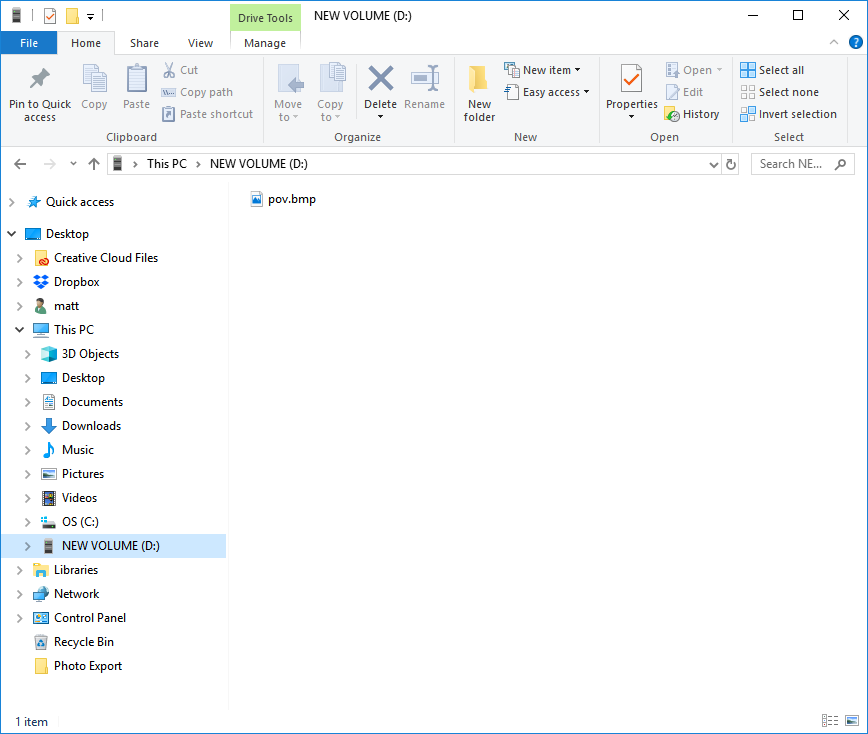 Drive Tools NEW VOLUME (D:)
File Home Share View Manage
Pin to Quick access
Copy
Paste
Cut
Copy path
Paste shortcut
Clipboard
Move to
Copy to
Delete
Rename
Organize
New folder
New item
Easy access
New
Properties
Open
Edit
History
Open
Select all
Select none
Invert selection
Select
This PC NEW VOLUME (D:) Search NE...
Quick access
Desktop
Creative Cloud Files
Dropbox
matt
This PC
3D Objects
Desktop
Documents
Downloads
Music
Pictures
Videos
OS (C:)
NEW VOLUME (D:)
Libraries
Network
Control Panel
Recycle Bin
Photo Export
pov.bmp
1 item